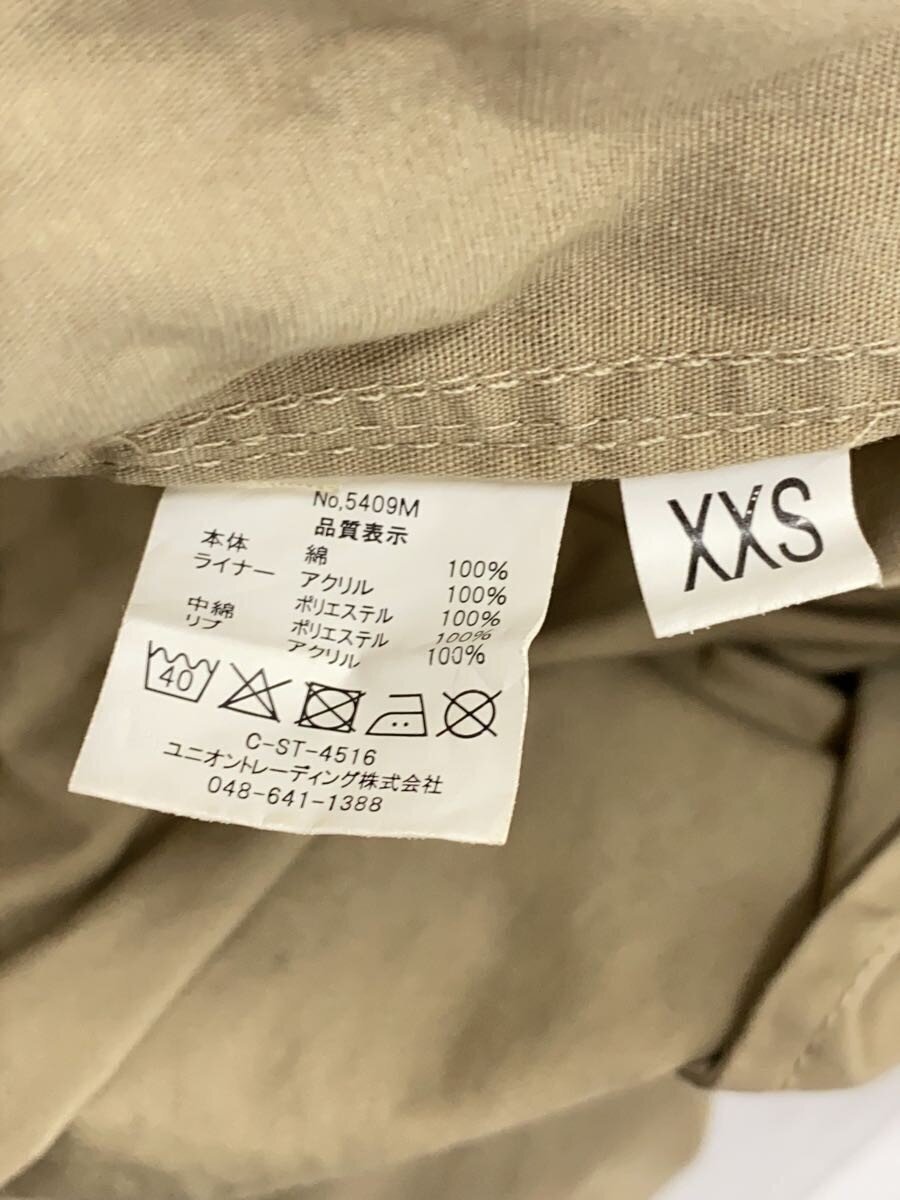 No,5409M
品質表示
本体 綿 100%
ライナー アクリル 100%
ポリエステル 100%
中綿 ポリエステル 100%
リブ アクリル 100%
40
C-ST-4516
ユニオントレーディング株式会社
048-641-1388
XXS